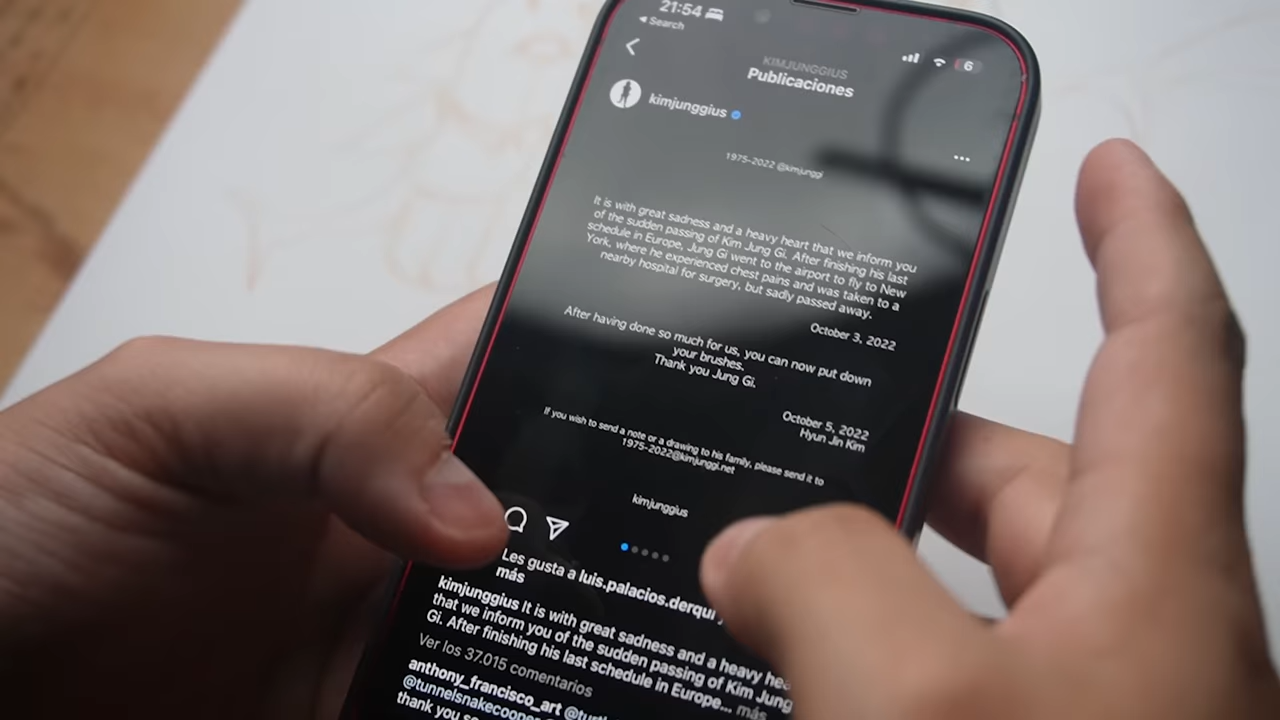 21:54
Search
6
KIMJUNGGIUS
Publicaciones
kimjunggius
1975-2022 @kimjunggi
It is with great sadness and a heavy heart that we inform you
of the sudden passing of Kim Jung Gi. After finishing his last
schedule in Europe, Jung Gi went to the airport to fly to New
York, where he experienced chest pains and was taken to a
nearby hospital for surgery, but sadly passed away.
October 3, 2022
After having done so much for us, you can now put down
your brushes.
Thank you Jung Gi.
October 5, 2022
Hyun Jin Kim
If you wish to send a note or a drawing to his family, please send it to
1975-2022@kimjunggi.net
kimjunggius
Les gusta a luis.palacios.derqui
más
kimjunggius It is with great sadness and a heavy
that we inform you of the sudden passing of Kim Jung
Gi. After finishing his last schedule in Europe... más
Ver los 37.015 comentarios
anthony_francisco_art
thank you